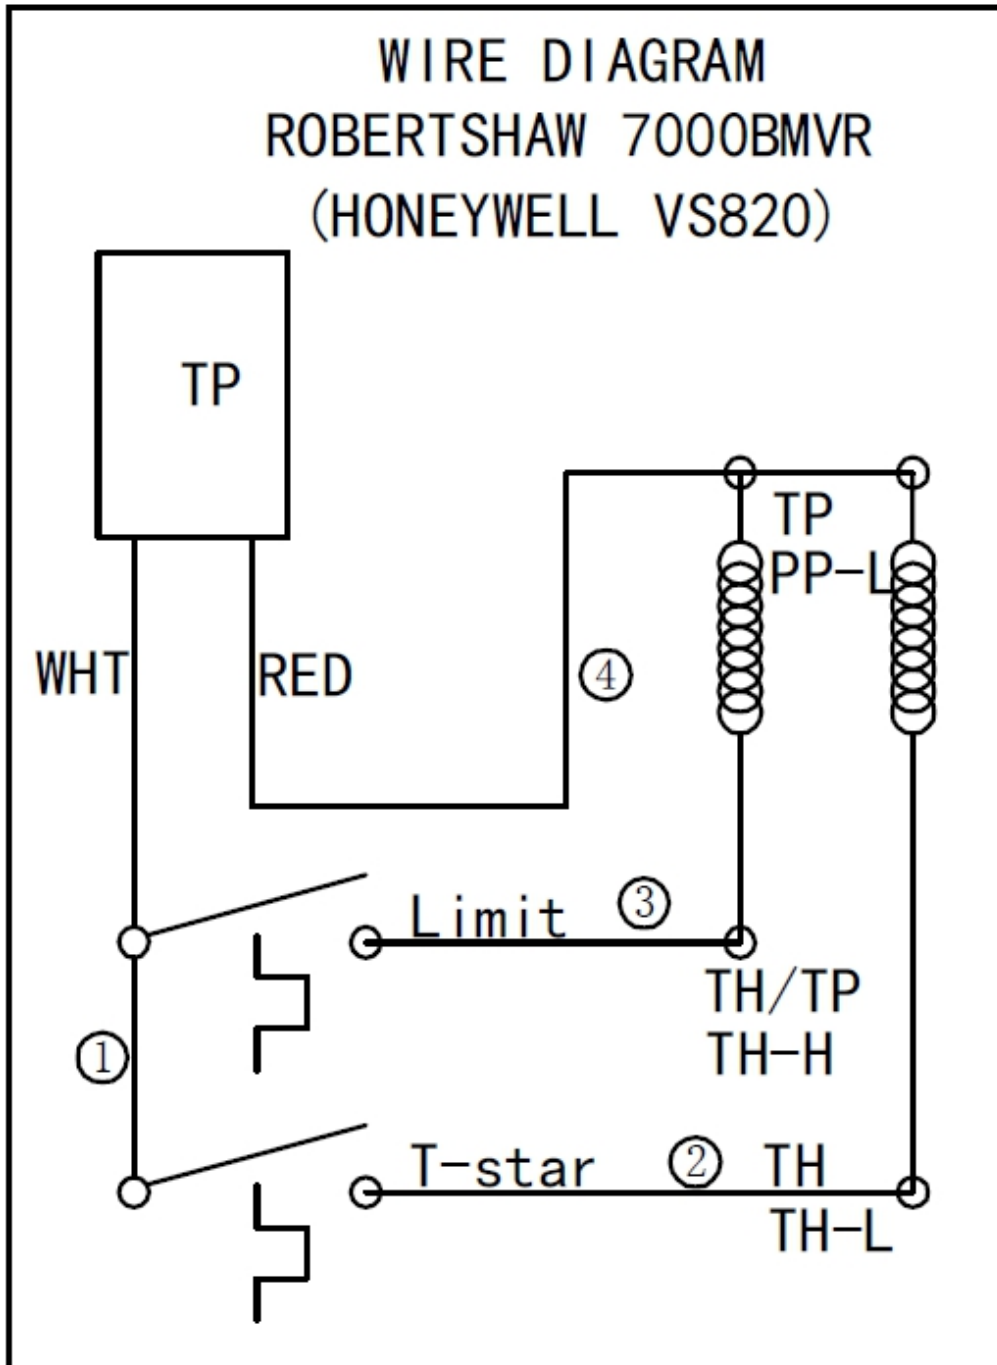 WIRE DIAGRAM
ROBERTSHAW 7000BMVR
(HONEYWELL VS820)
TP
TP
PP-L
WHT
RED
④
Limit
③
TH/TP
TH-H
①
T-star
②
TH
TH-L